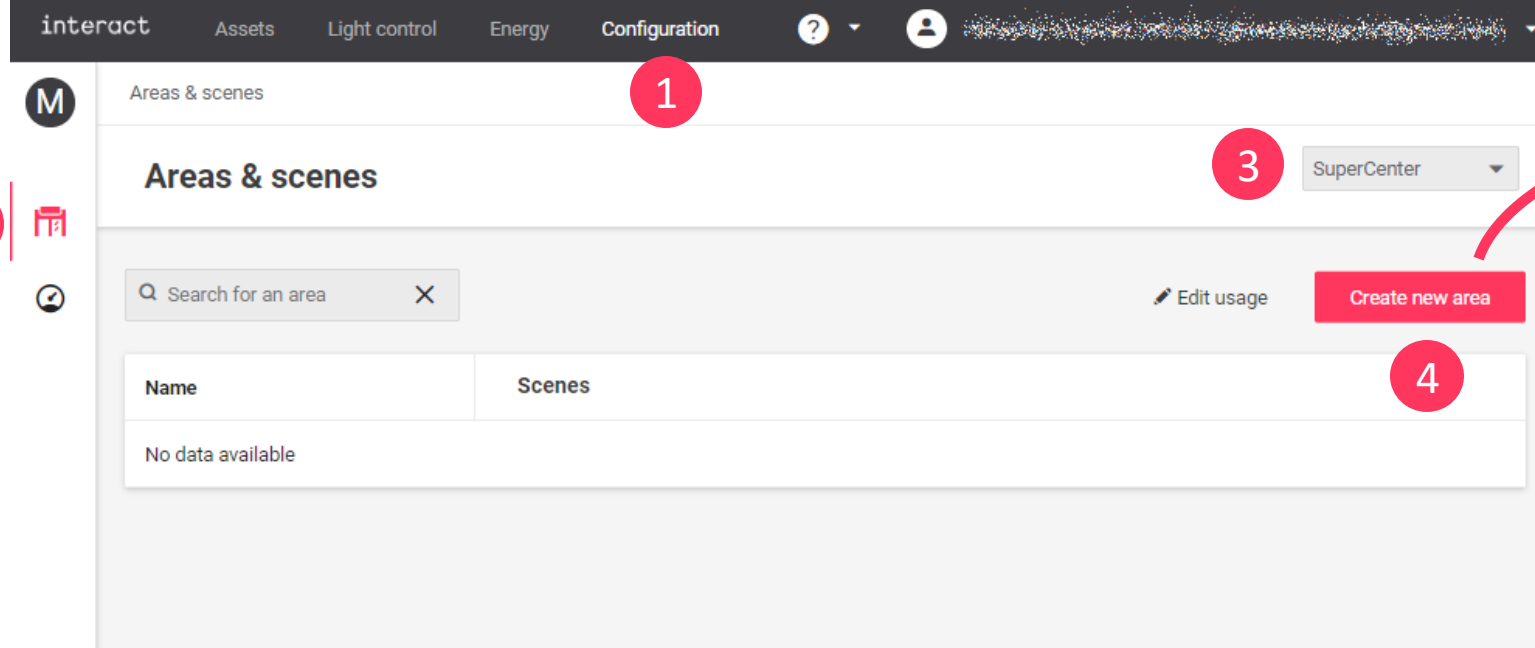 interact Assets Light control Energy Configuration ?
M Areas & scenes 1
Areas & scenes 3 SuperCenter
Search for an area Edit usage Create new area
4
Name Scenes
No data available